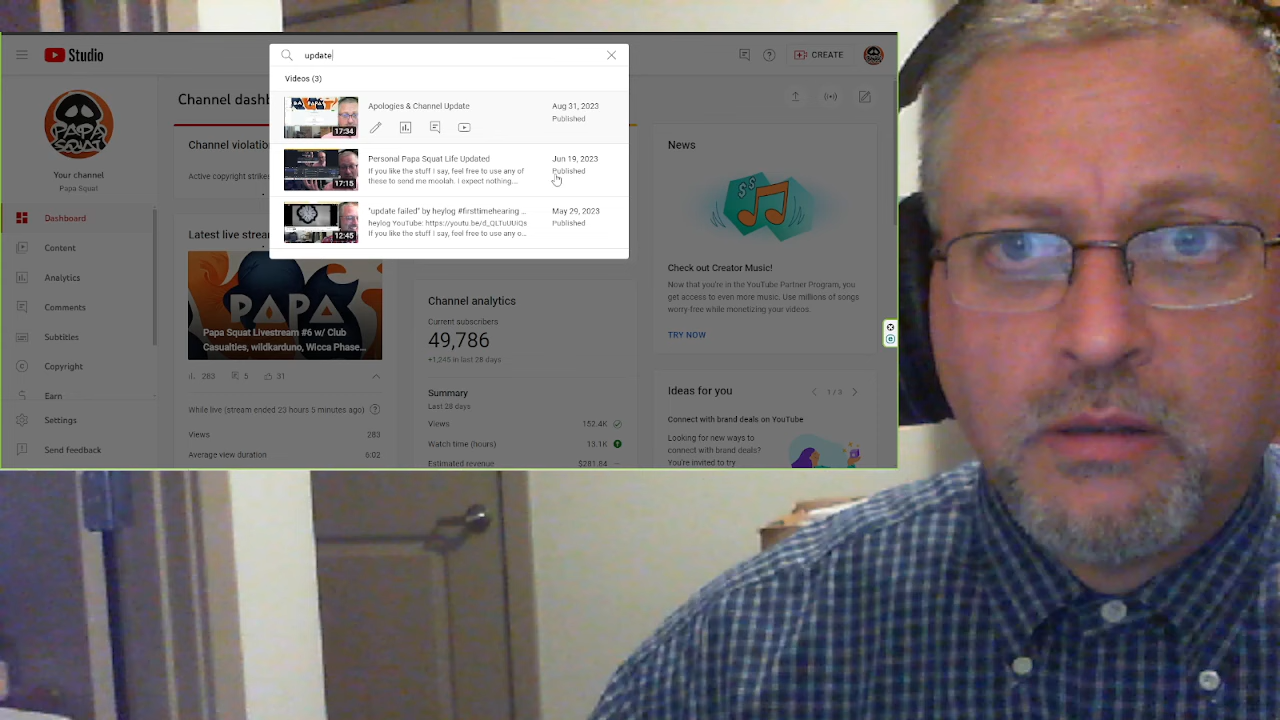 Studio
update
CREATE
Videos (3)
Apologies & Channel Update
Aug 31, 2023
Published
17:34
Personal Papa Squat Life Updated
If you like the stuff I say, feel free to use any of
these to send me moolah. I expect nothing...
Jun 19, 2023
Published
17:15
"update failed" by heylog #firsttimehearing ...
heylog YouTube: https://youtu.be/d_QLTuUUIQs
If you like the stuff I say, feel free to use any o...
May 29, 2023
Published
12:45
PAPA
SQUAT
Your channel
Papa Squat
Dashboard
Content
Analytics
Comments
Subtitles
Copyright
Earn
Settings
Send feedback
Channel dashb
Channel violatio
Active copyright strike
Latest live stream
PAPA
Papa Squat Livestream #6 w/ Club
Casualties, wildkarduno, Wicca Phase...
283
5
31
While live (stream ended 23 hours 5 minutes ago)
Views
283
Average view duration
6:02
Channel analytics
Current subscribers
49,786
+1,245 in last 28 days
Summary
Last 28 days
Views
152.4K
Watch time (hours)
13.1K
Estimated revenue
$281.84
News
Check out Creator Music!
Now that you're in the YouTube Partner Program, you
get access to even more music. Use millions of songs
worry-free while monetizing your videos.
TRY NOW
Ideas for you
1 / 3
Connect with brand deals on YouTube
Looking for new ways to
connect with brand deals?
You're invited to try